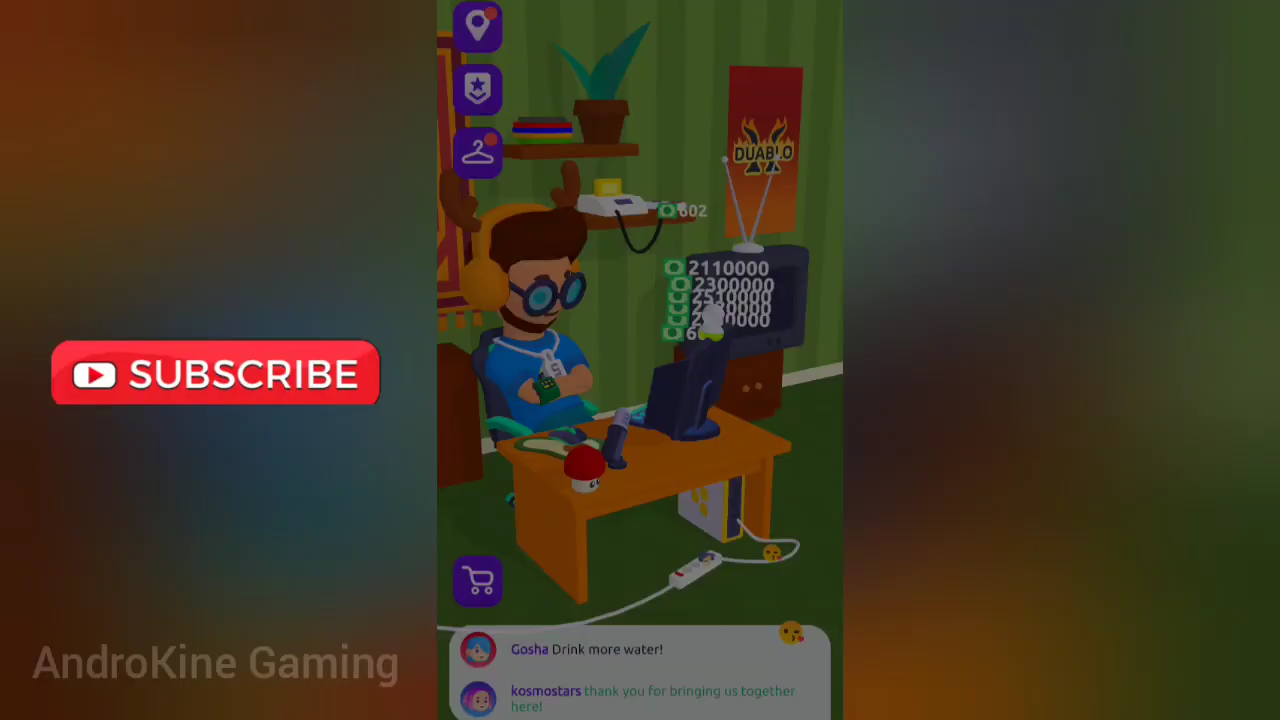 DUABLO
602
2110000
2300000
2510000
SUBSCRIBE
AndroKine Gaming
Gosha Drink more water!
kosmostars thank you for bringing us together
here!